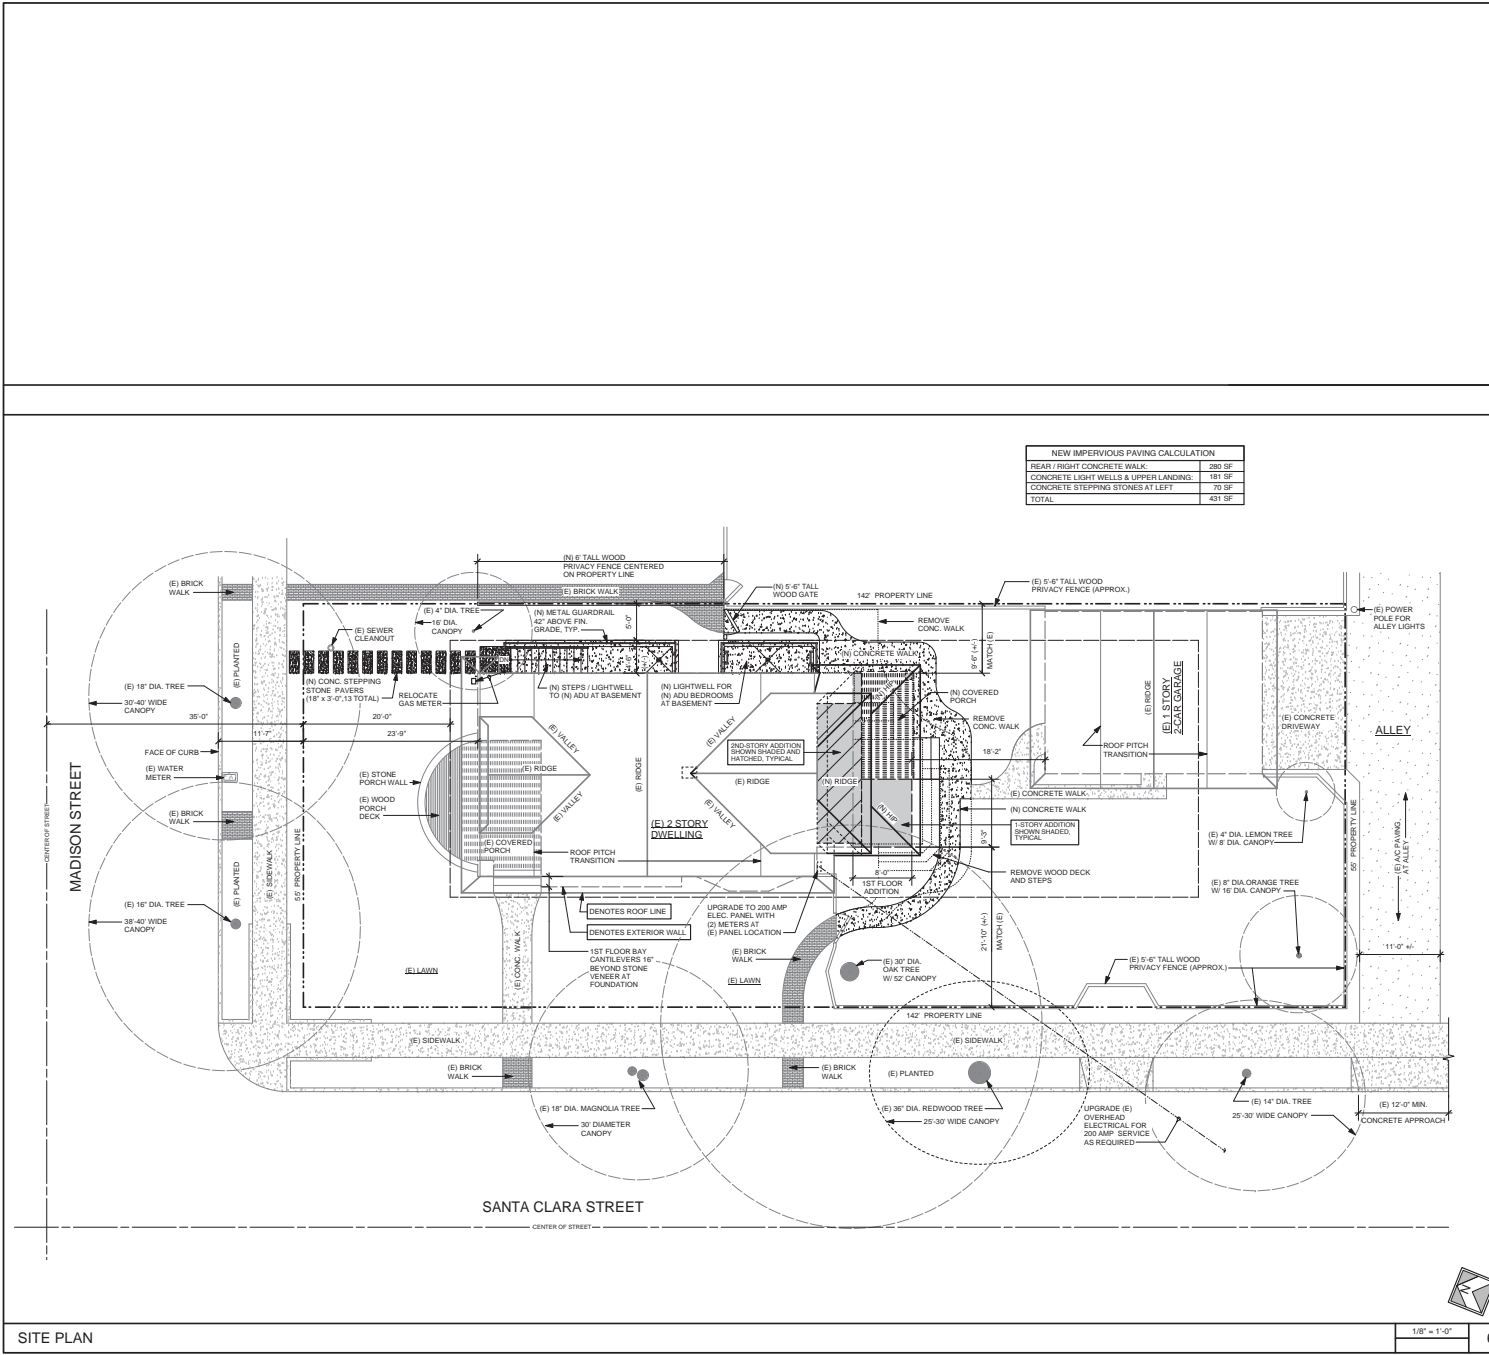 NEW IMPERVIOUS PAVING CALCULATION
REAR / RIGHT CONCRETE WALK: 280 SF
CONCRETE LIGHT WELLS & UPPER LANDING: 181 SF
CONCRETE STEPPING STONES AT LEFT 70 SF
TOTAL 431 SF
(N) 6' TALL WOOD
PRIVACY FENCE CENTERED
ON PROPERTY LINE
(E) BRICK
WALK
E) BRICK WALK
(N) 5'-6" TALL
WOOD GATE
142' PROPERTY LINE
(E) 5'-6" TALL WOOD
PRIVACY FENCE (APPROX.)
(E) POWER
POLE FOR
ALLEY LIGHTS
(E) 4" DIA. TREE
16' DIA.
CANOPY
(N) METAL GUARDRAIL
42" ABOVE FIN.
GRADE, TYP.
5'-0"
REMOVE
CONC. WALK
9'-6" (+/-)
MATCH (E)
(E) SEWER
CLEANOUT
(N) CONCRETE WALK
(E) PLANTED
(N) CONC. STEPPING
STONE PAVERS
(18" x 3'-0",13 TOTAL)
RELOCATE
GAS METER
(N) STEPS / LIGHTWELL
TO (N) ADU AT BASEMENT
(N) LIGHTWELL FOR
(N) ADU BEDROOMS
AT BASEMENT
(N) COVERED
PORCH
(E) 18" DIA. TREE
30'-40' WIDE
CANOPY
35'-0"
20'-0"
11'-7"
23'-9"
REMOVE
CONC. WALK
(E) RIDGE
(E) 1 STORY
2-CAR GARAGE
(E) CONCRETE
DRIVEWAY
ALLEY
FACE OF CURB
(E) VALLEY
(E) VALLEY
2ND-STORY ADDITION
SHOWN SHADED AND
HATCHED, TYPICAL
18'-2"
ROOF PITCH
TRANSITION
(E) WATER
METER
(E) STONE
PORCH WALL
(E) RIDGE
(E) RIDGE
(E) RIDGE
(N) RIDGE
MADISON STREET
CENTER OF STREET
(E) WOOD
PORCH
DECK
(E) VALLEY
(E) VALLEY
(N) HIP
(E) CONCRETE WALK
(N) CONCRETE WALK
(E) BRICK
WALK
(E) 2 STORY
DWELLING
1-STORY ADDITION
SHOWN SHADED,
TYPICAL
9'-3"
(E) 4" DIA. LEMON TREE
W/ 8' DIA. CANOPY
55' PROPERTY LINE
(E) A/C PAVING,
AT ALLEY
(E) COVERED
PORCH
ROOF PITCH
TRANSITION
55' PROPERTY LINE
(E) SIDEWALK
(E) PLANTED
8'-0"
1ST FLOOR
ADDITION
REMOVE WOOD DECK
AND STEPS
(E) 8" DIA.ORANGE TREE
W/ 16' DIA. CANOPY
(E) 16" DIA. TREE
38'-40' WIDE
CANOPY
DENOTES ROOF LINE
DENOTES EXTERIOR WALL
UPGRADE TO 200 AMP
ELEC. PANEL WITH
(2) METERS AT
(E) PANEL LOCATION
21'-10" (+/-)
MATCH (E)
11'-0" +/-
(E) CONC. WALK
1ST FLOOR BAY
CANTILEVERS 16"
BEYOND STONE
VENEER AT
FOUNDATION
(E) BRICK
WALK
(E) LAWN
(E) LAWN
(E) 30" DIA.
OAK TREE
W/ 52' CANOPY
(E) 5'-6" TALL WOOD
PRIVACY FENCE (APPROX.)
142' PROPERTY LINE
(E) SIDEWALK
(E) SIDEWALK
(E) BRICK
WALK
(E) BRICK
WALK
(E) PLANTED
(E) 18" DIA. MAGNOLIA TREE
30' DIAMETER
CANOPY
(E) 36" DIA. REDWOOD TREE
25'-30' WIDE CANOPY
UPGRADE (E)
OVERHEAD
ELECTRICAL FOR
200 AMP SERVICE
AS REQUIRED
(E) 14" DIA. TREE
25'-30' WIDE CANOPY
(E) 12'-0" MIN.
CONCRETE APPROACH
SANTA CLARA STREET
CENTER OF STREET
N
SITE PLAN
1/8" = 1'-0"